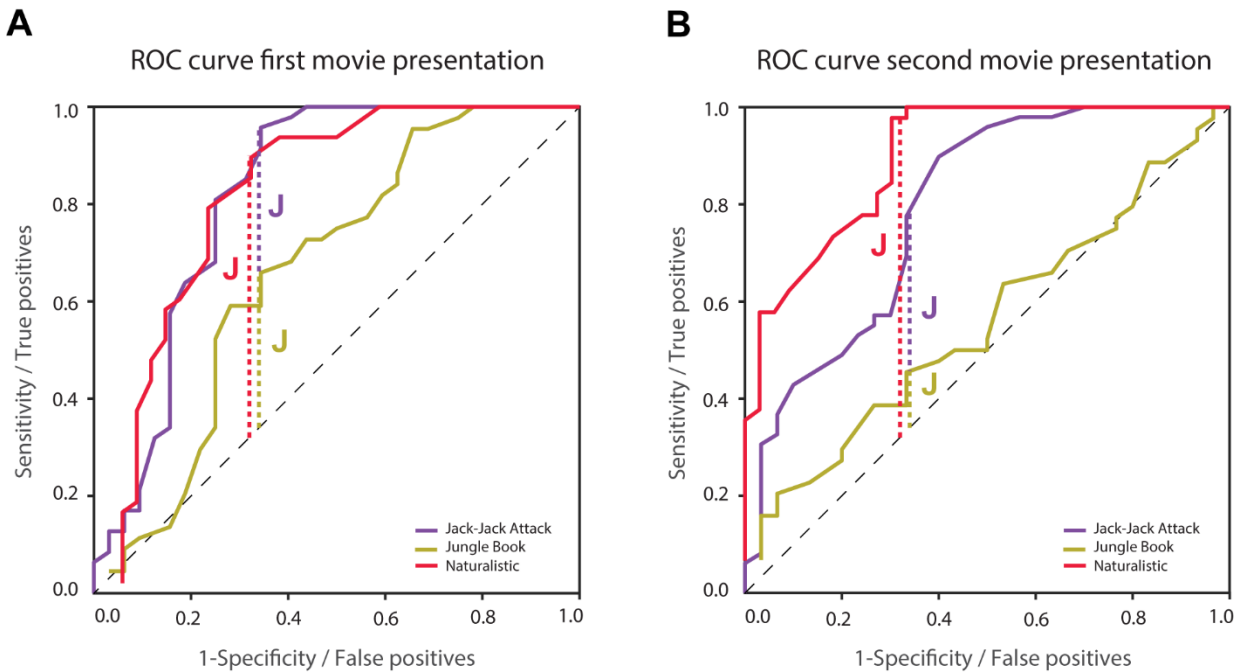 A
ROC curve first movie presentation
Sensitivity / True positives
1.0
0.8
0.6
0.4
0.2
0.0
J
J
J
Jack-Jack Attack
Jungle Book
Naturalistic
0.0 0.2 0.4 0.6 0.8 1.0
1-Specificity / False positives
B
ROC curve second movie presentation
Sensitivity / True positives
1.0
0.8
0.6
0.4
0.2
0.0
J
J
J
Jack-Jack Attack
Jungle Book
Naturalistic
0.0 0.2 0.4 0.6 0.8 1.0
1-Specificity / False positives